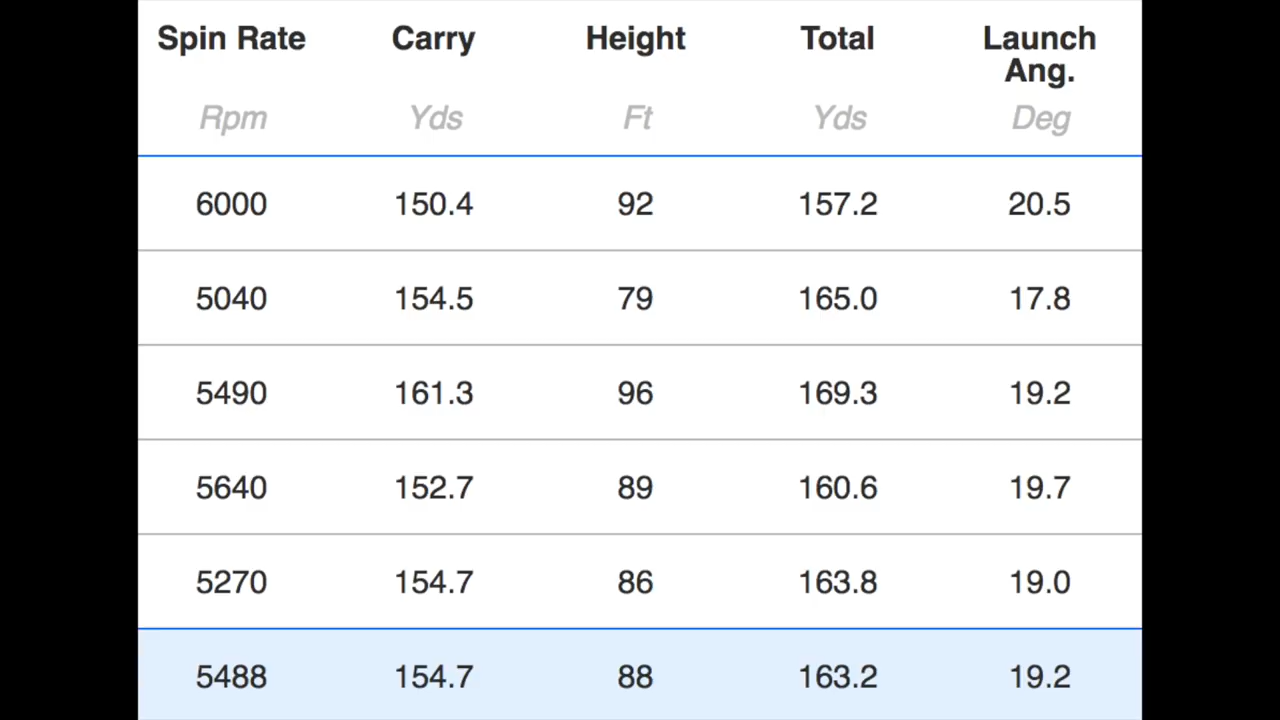 Spin Rate Carry Height Total Launch Ang.
Rpm Yds Ft Yds Deg
6000 150.4 92 157.2 20.5
5040 154.5 79 165.0 17.8
5490 161.3 96 169.3 19.2
5640 152.7 89 160.6 19.7
5270 154.7 86 163.8 19.0
5488 154.7 88 163.2 19.2